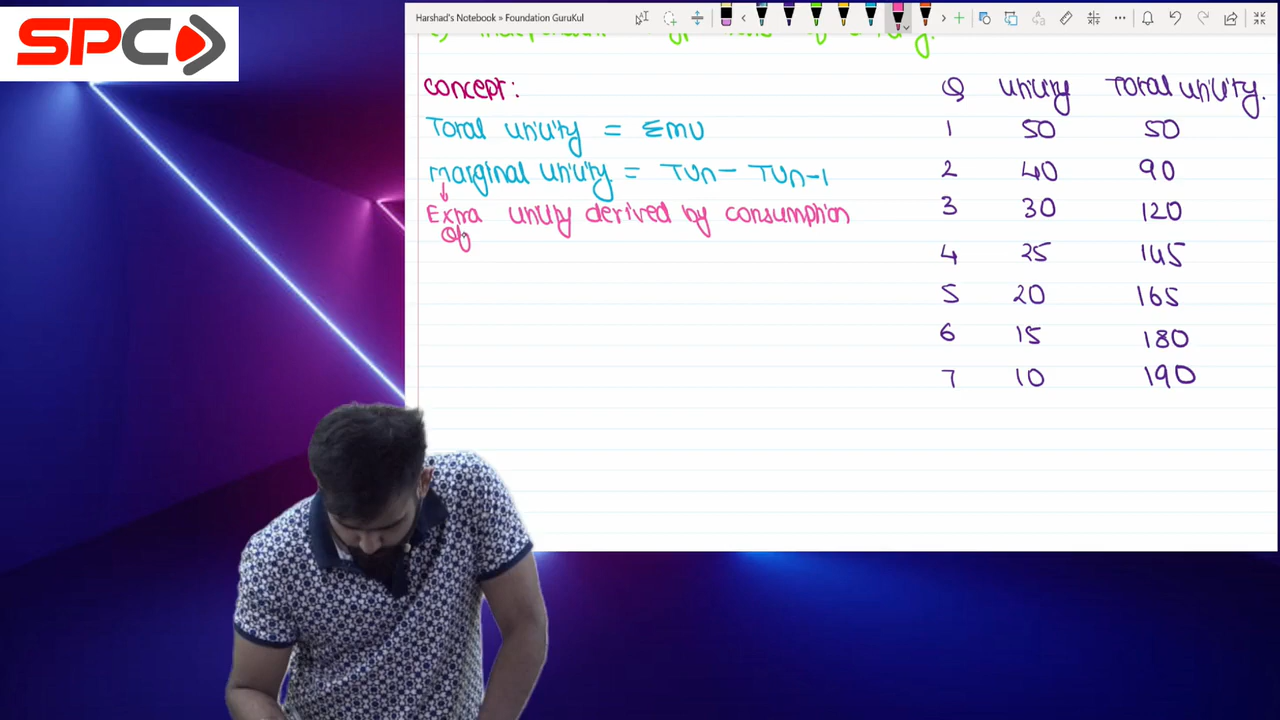 SPC
Harshad's Notebook » Foundation GuruKul
concept:
Total utility = Σmu
marginal utility = TUn - TUn-1
Extra utility derived by consumption
of
Q utility Total utility.
1 50 50
2 40 90
3 30 120
4 25 145
5 20 165
6 15 180
7 10 190